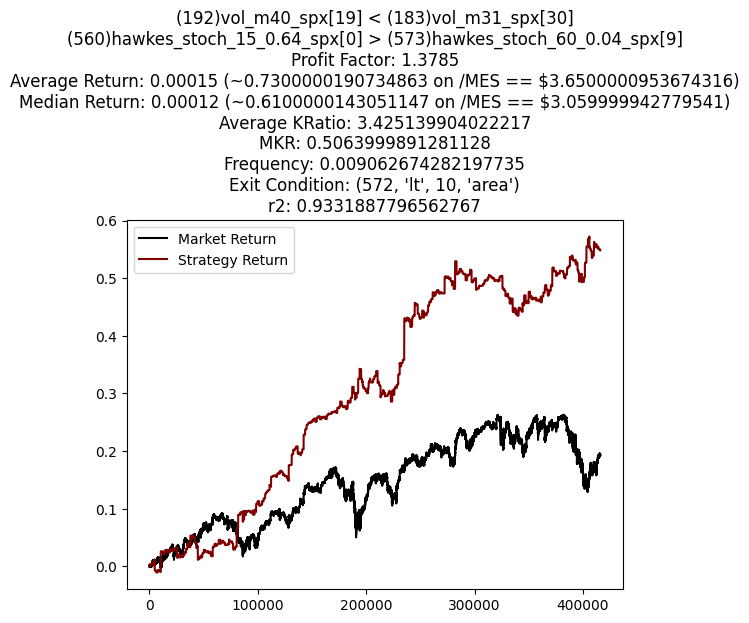 (192)vol_m40_spx[19] < (183)vol_m31_spx[30]
(560)hawkes_stoch_15_0.64_spx[0] > (573)hawkes_stoch_60_0.04_spx[9]
Profit Factor: 1.3785
Average Return: 0.00015 (~0.7300000190734863 on /MES == $3.6500000953674316)
Median Return: 0.00012 (~0.6100000143051147 on /MES == $3.059999942779541)
Average KRatio: 3.425139904022217
MKR: 0.5063999891281128
Frequency: 0.009062674282197735
Exit Condition: (572, 'lt', 10, 'area')
r2: 0.9331887796562767
Market Return
Strategy Return
0.6
0.5
0.4
0.3
0.2
0.1
0.0
0
100000
200000
300000
400000